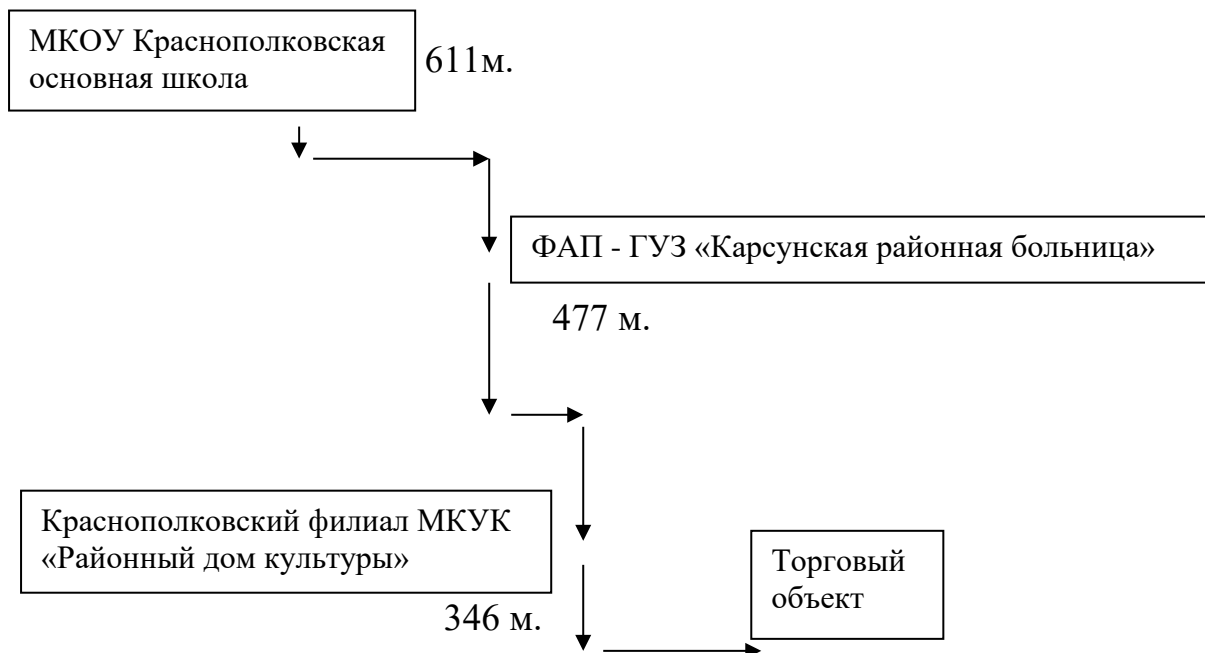 МКОУ Краснополковская
основная школа
611м.
ФАП - ГУЗ «Карсунская районная больница»
477 м.
Краснополковский филиал МКУК
«Районный дом культуры»
346 м.
Торговый
объект